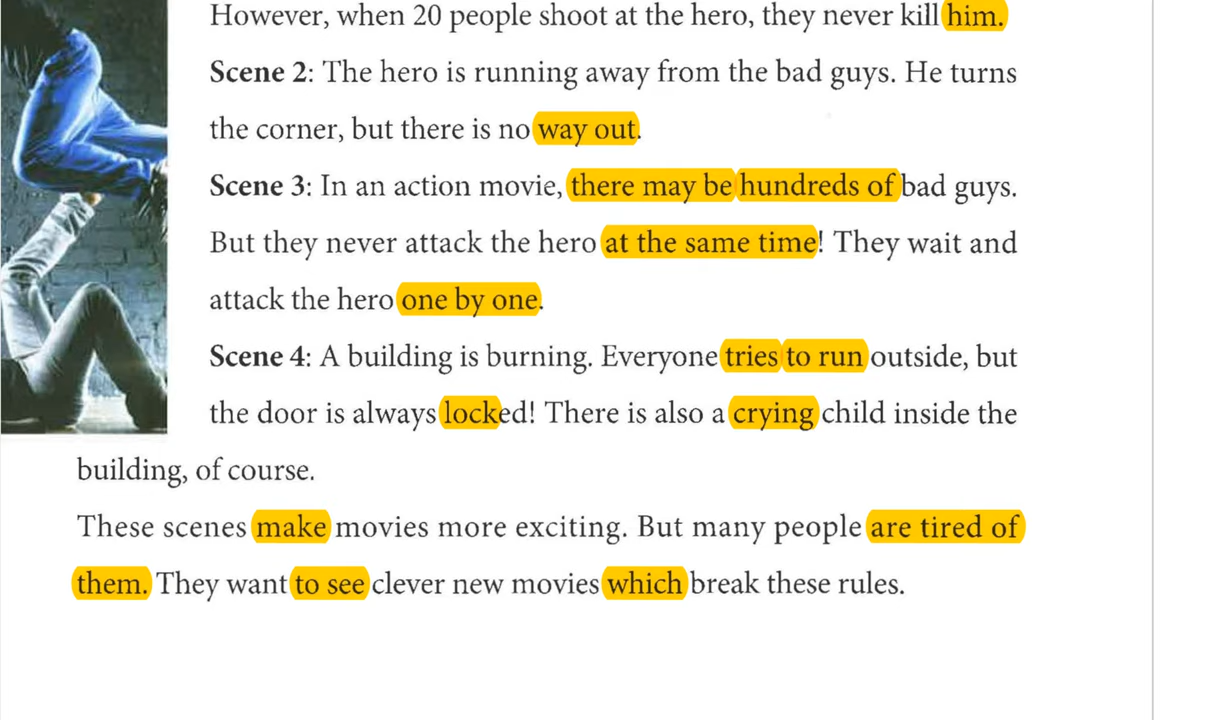 However, when 20 people shoot at the hero, they never kill him.
Scene 2: The hero is running away from the bad guys. He turns
the corner, but there is no way out.
Scene 3: In an action movie, there may be hundreds of bad guys.
But they never attack the hero at the same time! They wait and
attack the hero one by one.
Scene 4: A building is burning. Everyone tries to run outside, but
the door is always locked! There is also a crying child inside the
building, of course.
These scenes make movies more exciting. But many people are tired of
them. They want to see clever new movies which break these rules.